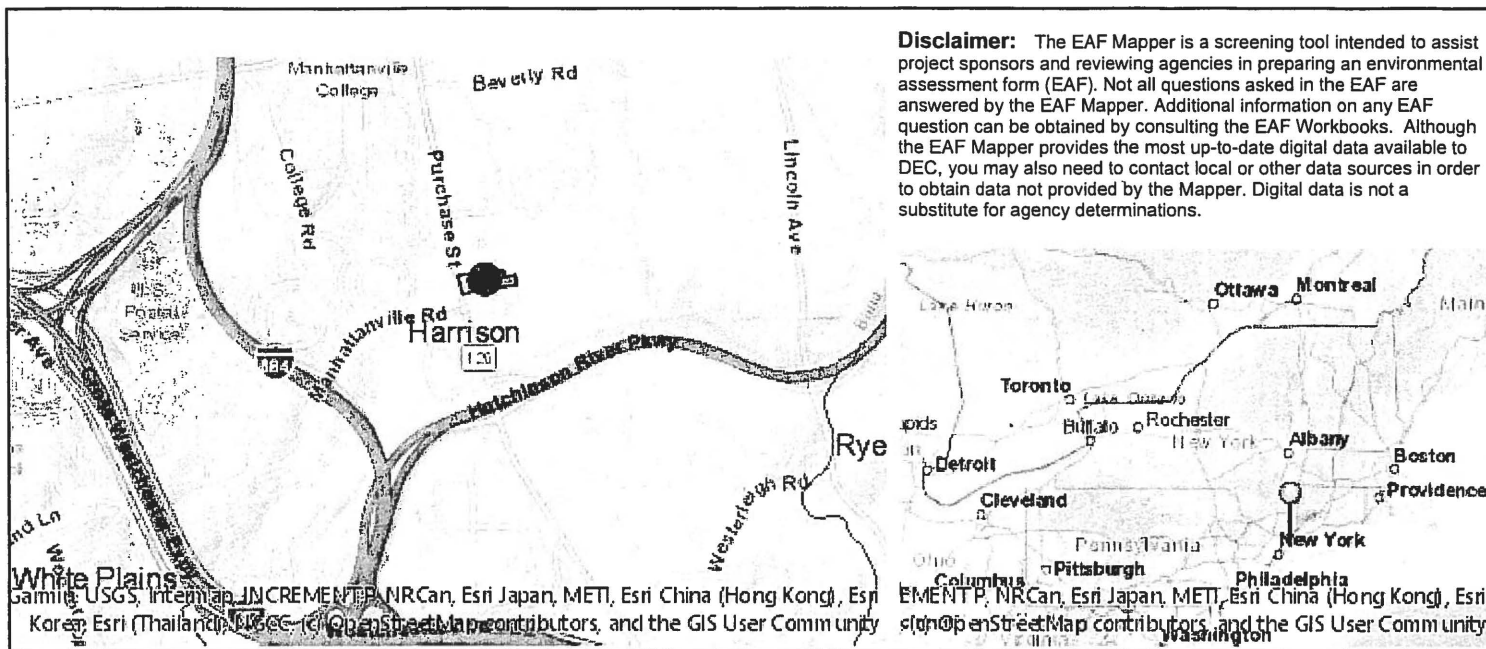 Disclaimer: The EAF Mapper is a screening tool intended to assist
project sponsors and reviewing agencies in preparing an environmental
assessment form (EAF). Not all questions asked in the EAF are
answered by the EAF Mapper. Additional information on any EAF
question can be obtained by consulting the EAF Workbooks. Although
the EAF Mapper provides the most up-to-date digital data available to
DEC, you may also need to contact local or other data sources in order
to obtain data not provided by the Mapper. Digital data is not a
substitute for agency determinations.
Manhattanville
College
Beverly Rd
College Rd
Purchase St
Lincoln Ave
Postal
Service
Manhattanville Rd
Harrison
Hutchinson River Pkwy
Rye
Westerleigh Rd
White Plains
Garmin, USGS, Intermap, INCREMENT P, NRCan, Esri Japan, METI, Esri China (Hong Kong), Esri
Korea, Esri (Thailand), NGCC, (c) OpenStreetMap contributors, and the GIS User Community
Ottawa
Montreal
Lake Huron
Toronto
Buffalo
Rochester
New York
Albany
Boston
Detroit
Providence
Cleveland
New York
Ohio
Pennsylvania
Columbus
Pittsburgh
Philadelphia
EMENT P, NRCan, Esri Japan, METI, Esri China (Hong Kong), Esri
OpenStreetMap contributors, and the GIS User Community
Washington